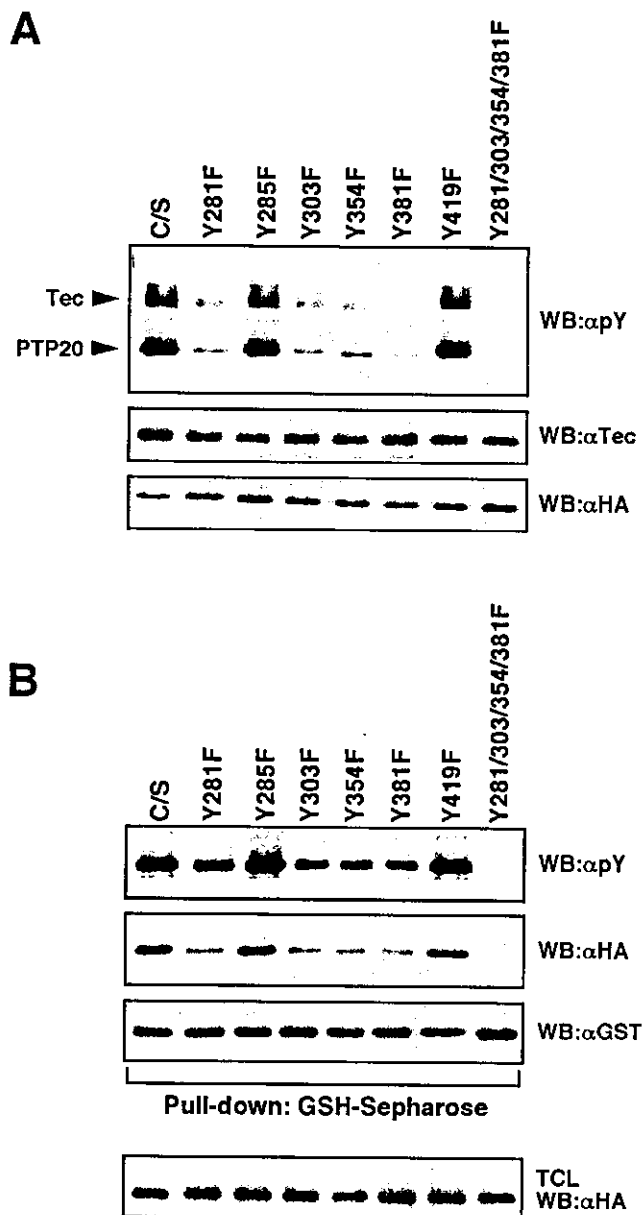 A
C/S Y281F Y285F Y303F Y354F Y381F Y419F Y281/303/354/381F
Tec
PTP20
WB:αpY
WB:αTec
WB:αHA
B
C/S Y281F Y285F Y303F Y354F Y381F Y419F Y281/303/354/381F
WB:αpY
WB:αHA
WB:αGST
Pull-down: GSH-Sepharose
TCL
WB:αHA